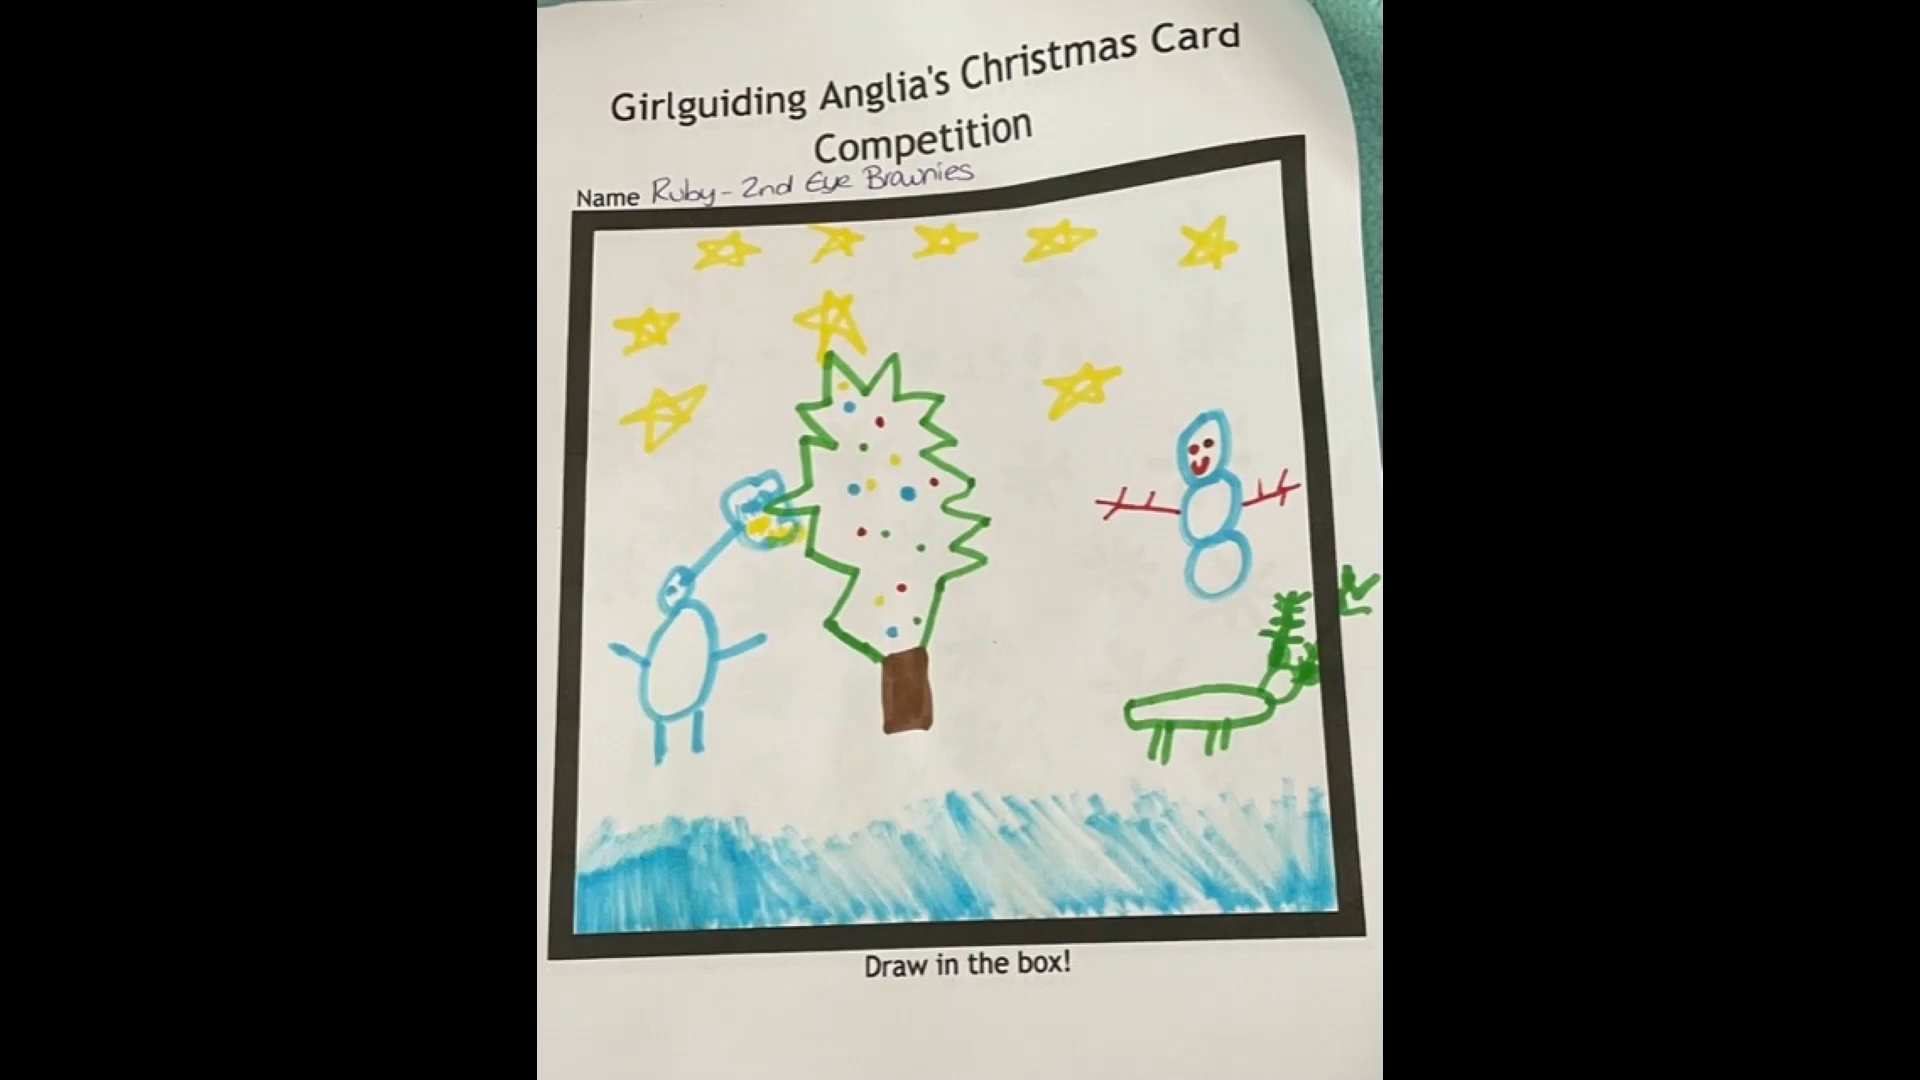 Girlguiding Anglia's Christmas Card
Competition
Name Ruby - 2nd Eye Brownies
Draw in the box!